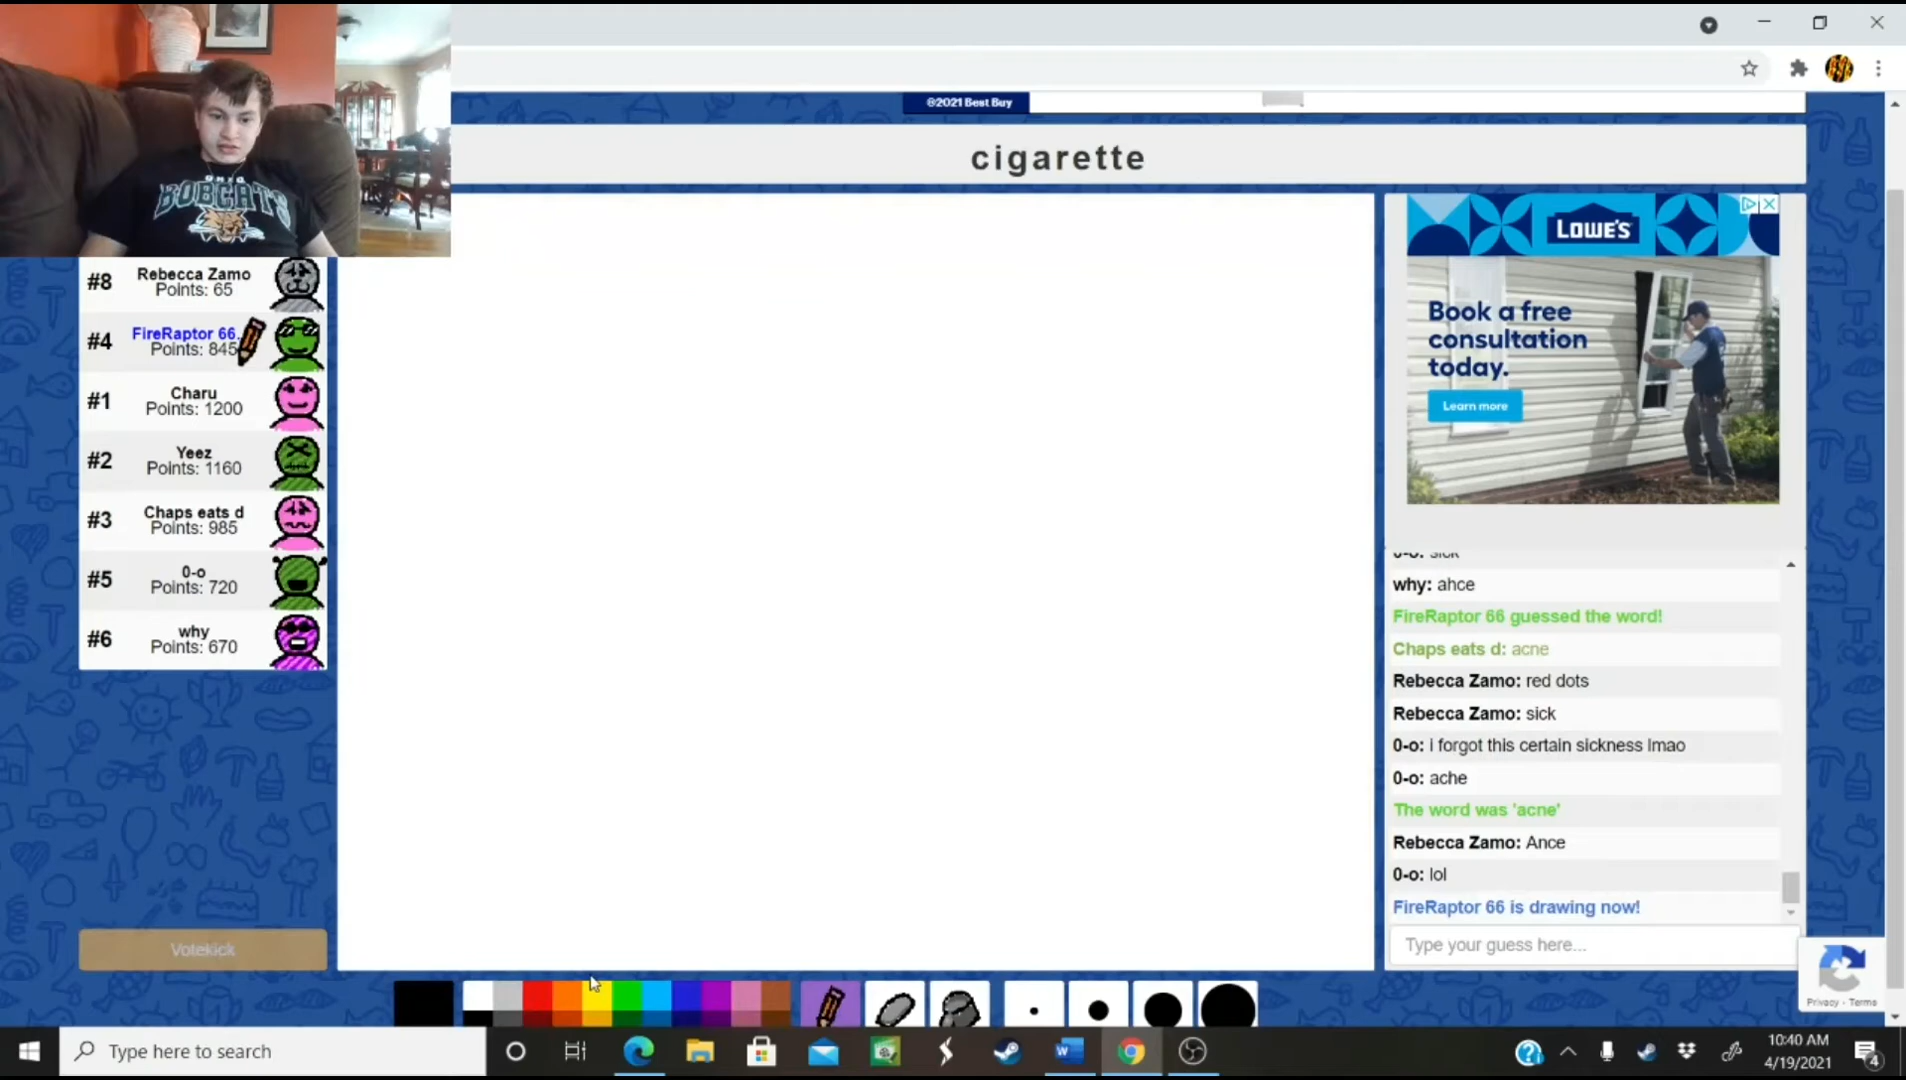 OHIO
BOBCATS
©2021 Best Buy
cigarette
#8 Rebecca Zamo
Points: 65
#4 FireRaptor 66
Points: 845
#1 Charu
Points: 1200
#2 Yeez
Points: 1160
#3 Chaps eats d
Points: 985
#5 0-o
Points: 720
#6 why
Points: 670
Votekick
LOWE'S
Book a free
consultation
today.
Learn more
0-o: sick
why: ahce
FireRaptor 66 guessed the word!
Chaps eats d: acne
Rebecca Zamo: red dots
Rebecca Zamo: sick
0-o: i forgot this certain sickness lmao
0-o: ache
The word was 'acne'
Rebecca Zamo: Ance
0-o: lol
FireRaptor 66 is drawing now!
Type your guess here...
Privacy - Terms
Type here to search
10:40 AM
4/19/2021
4